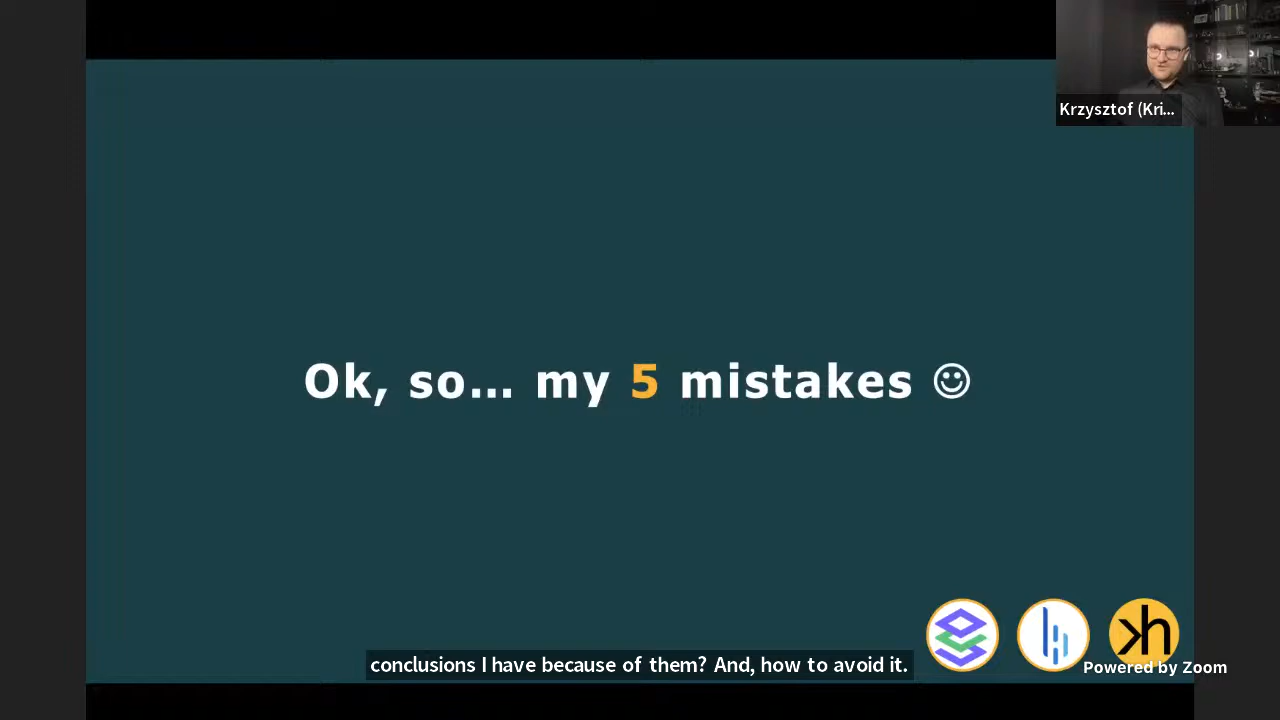 Krzysztof (Kri...
Ok, so... my 5 mistakes ☺
kh
conclusions I have because of them? And, how to avoid it.
Powered by Zoom